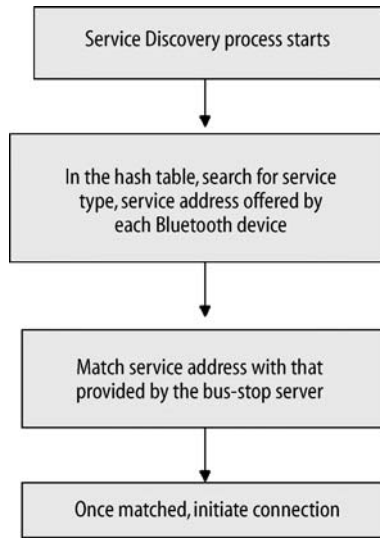 Service Discovery process starts
In the hash table, search for service
type, service address offered by
each Bluetooth device
Match service address with that
provided by the bus-stop server
Once matched, initiate connection